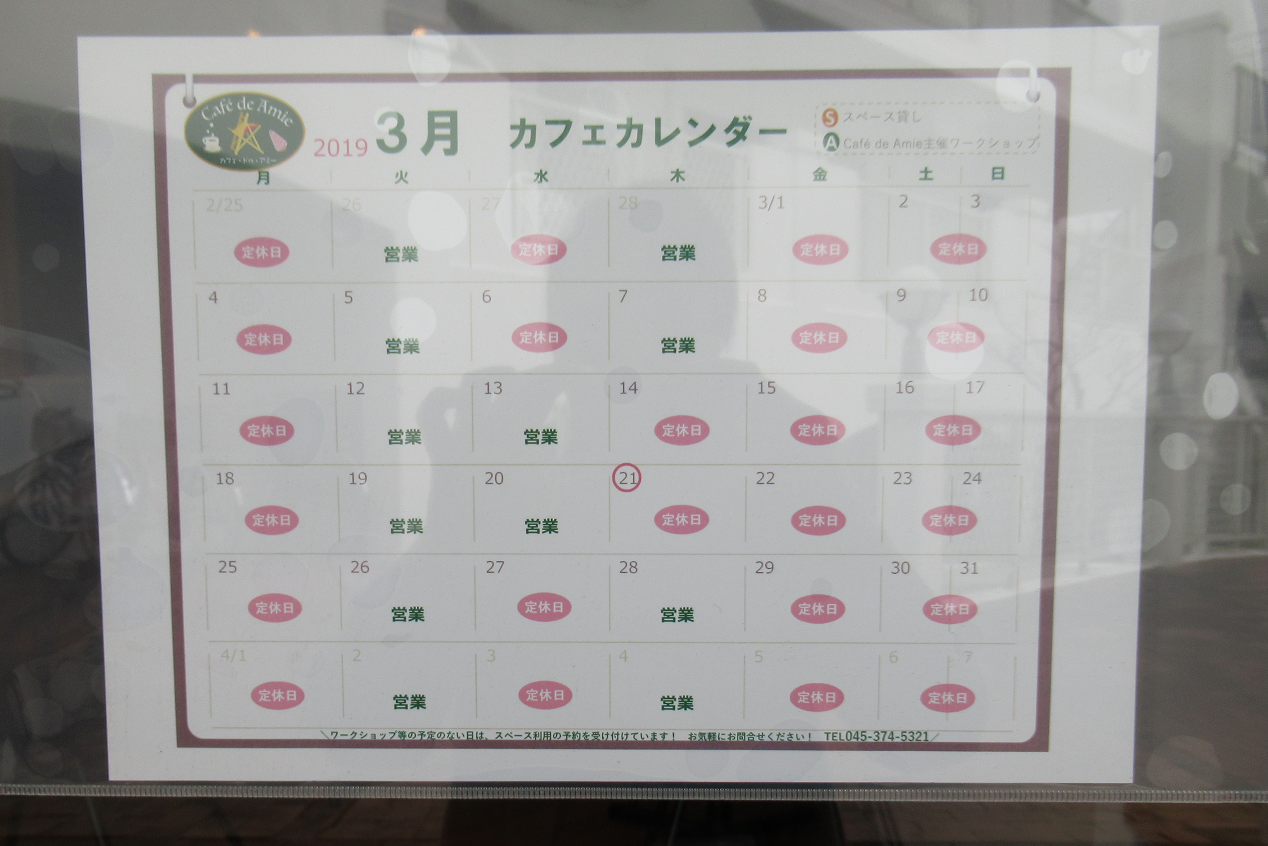 Café de Amie
カフェ・ドゥ・アミー
2019 3月 カフェカレンダー
S スペース貸し
A Café de Amie主催ワークショップ
月 火 水 木 金 土 日
2/25 26 27 28 3/1 2 3
定休日 営業 定休日 営業 定休日 定休日
4 5 6 7 8 9 10
定休日 営業 定休日 営業 定休日 定休日
11 12 13 14 15 16 17
定休日 営業 営業 定休日 定休日 定休日
18 19 20 21 22 23 24
定休日 営業 営業 定休日 定休日 定休日
25 26 27 28 29 30 31
定休日 営業 定休日 営業 定休日 定休日
4/1 2 3 4 5 6 7
定休日 営業 定休日 営業 定休日 定休日
＼ワークショップ等の予定のない日は、スペース利用の予約を受け付けています！ お気軽にお問合せください！ TEL045-374-5321／